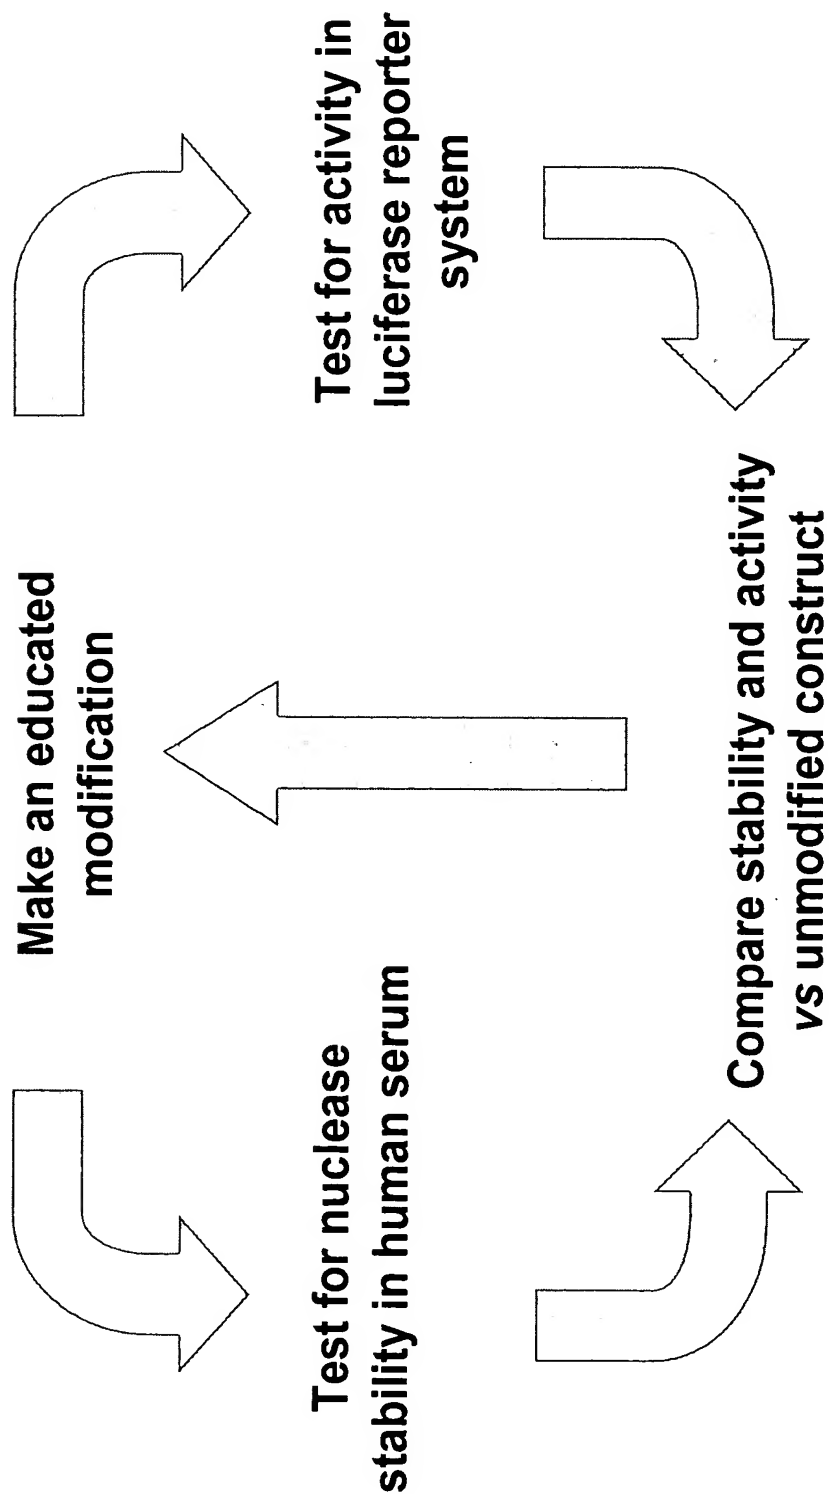 Make an educated
modification
Test for nuclease
stability in human serum
Test for activity in
luciferase reporter
system
Compare stability and activity
vs unmodified construct